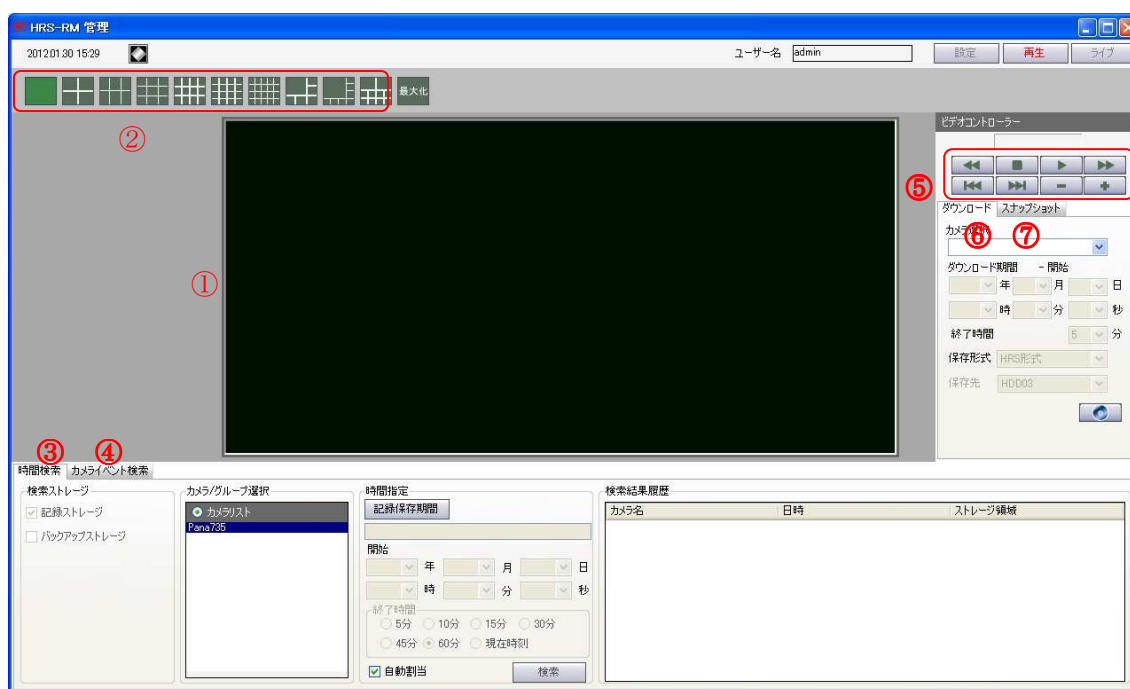 HRS-RM 管理
2012.01.30 15:29
ユーザー名 admin 設定 再生 ライブ
最大化
②
ビデオコントローラー
①
⑤
ダウンロード スナップショット
カメラ選択
⑥ ⑦
ダウンロード期間 - 開始
年 月 日
時 分 秒
終了時間 5 分
保存形式 HRS形式
保存先 HDD03
③ ④
時間検索 カメライベント検索
検索ストレージ
記録ストレージ
バックアップストレージ
カメラ/グループ選択
カメラリスト
Pana735
時間指定
記録保存期間
開始
年 月 日
時 分 秒
終了時間
5分 10分 15分 30分
45分 60分 現在時刻
自動割当 検索
検索結果履歴
カメラ名 日時 ストレージ領域